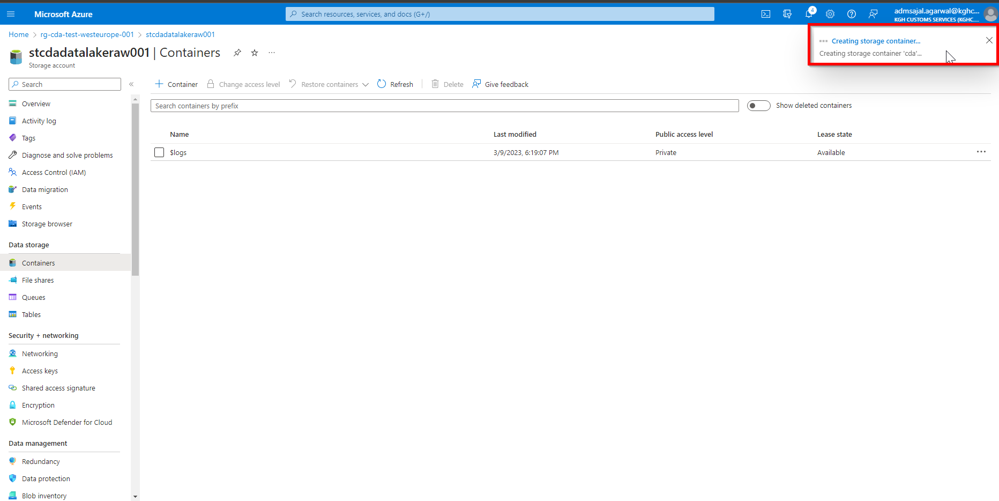 Microsoft Azure
Search resources, services, and docs (G+/)
4
admsajal.agarwal@kghc...
KGH CUSTOMS SERVICES (KGHC....
Home > rg-cda-test-westeurope-001 > stcdadatalakeraw001
Creating storage container...
Creating storage container 'cda'...
stcdadatalakeraw001 | Containers
Storage account
Search
Container
Change access level
Restore containers
Refresh
Delete
Give feedback
Search containers by prefix
Show deleted containers
Name Last modified Public access level Lease state
$logs 3/9/2023, 6:19:07 PM Private Available
Overview
Activity log
Tags
Diagnose and solve problems
Access Control (IAM)
Data migration
Events
Storage browser
Data storage
Containers
File shares
Queues
Tables
Security + networking
Networking
Access keys
Shared access signature
Encryption
Microsoft Defender for Cloud
Data management
Redundancy
Data protection
Blob inventory